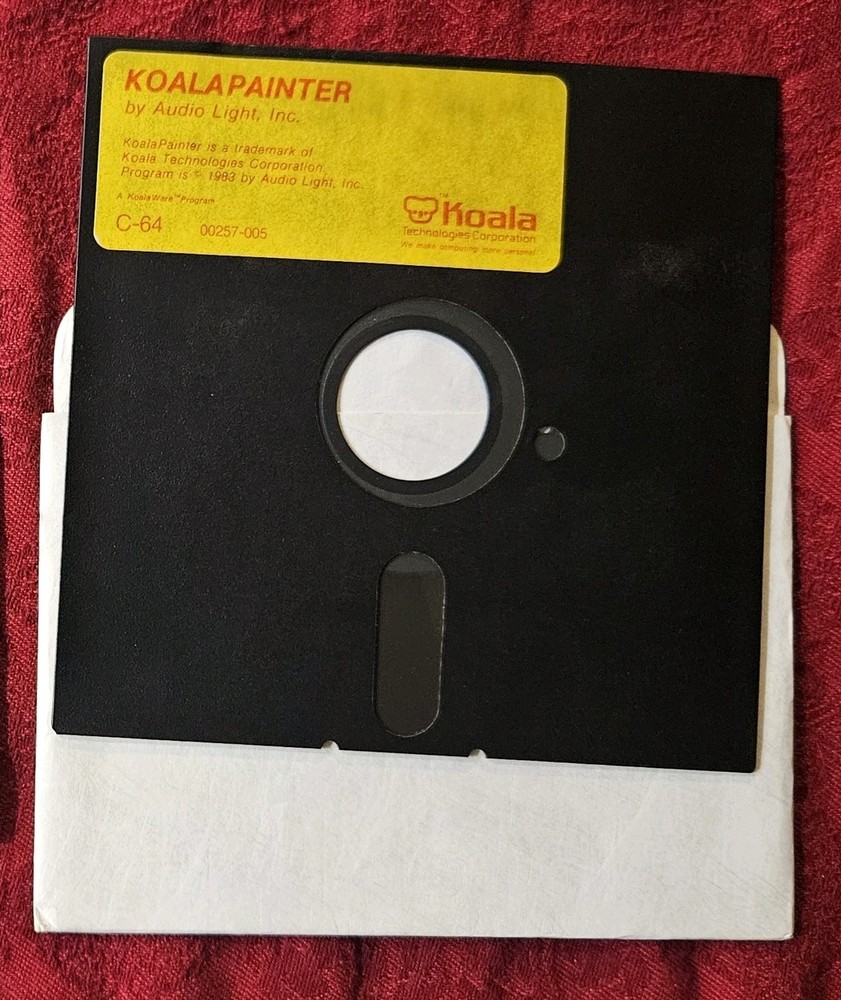 KOALAPAINTER
by Audio Light, Inc.
KoalaPainter is a trademark of
Koala Technologies Corporation
Program is © 1983 by Audio Light, Inc.
A KoalaWare™ Program
C-64 00257-005
™
Koala
Technologies Corporation
We make computing more personal.